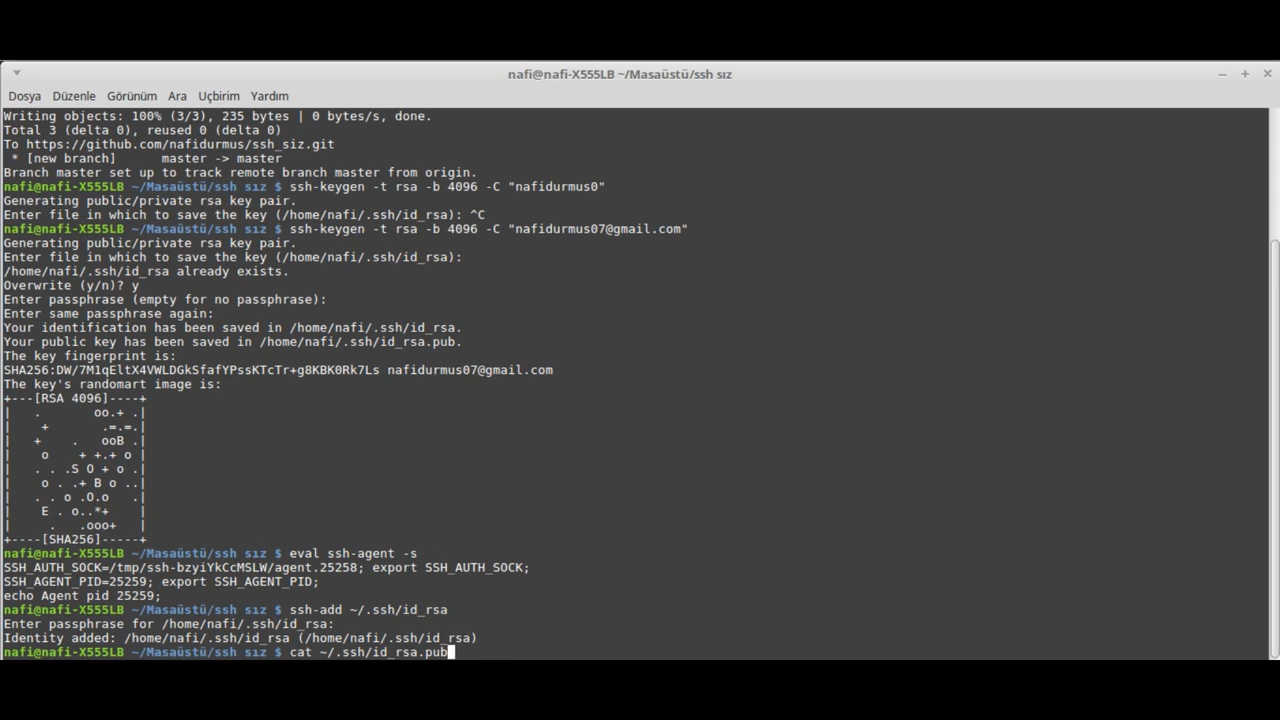 nafi@nafi-X555LB ~/Masaüstü/ssh sız
Dosya Düzenle Görünüm Ara Uçbirim Yardım
Writing objects: 100% (3/3), 235 bytes | 0 bytes/s, done.
Total 3 (delta 0), reused 0 (delta 0)
To https://github.com/nafidurmus/ssh_siz.git
 * [new branch]      master -> master
Branch master set up to track remote branch master from origin.
nafi@nafi-X555LB ~/Masaüstü/ssh sız $ ssh-keygen -t rsa -b 4096 -C "nafidurmus0"
Generating public/private rsa key pair.
Enter file in which to save the key (/home/nafi/.ssh/id_rsa): ^C
nafi@nafi-X555LB ~/Masaüstü/ssh sız $ ssh-keygen -t rsa -b 4096 -C "nafidurmus07@gmail.com"
Generating public/private rsa key pair.
Enter file in which to save the key (/home/nafi/.ssh/id_rsa):
/home/nafi/.ssh/id_rsa already exists.
Overwrite (y/n)? y
Enter passphrase (empty for no passphrase):
Enter same passphrase again:
Your identification has been saved in /home/nafi/.ssh/id_rsa.
Your public key has been saved in /home/nafi/.ssh/id_rsa.pub.
The key fingerprint is:
SHA256:DW/7M1qEltX4VWLDGkSfafYPssKTcTr+g8KBK0Rk7Ls nafidurmus07@gmail.com
The key's randomart image is:
+---[RSA 4096]----+
|   .       oo.+ .|
|    +       .=.=.|
|   +    .   ooB .|
|    o    + +.+ o |
|   . . .S O + o .|
|    o . .+ B o ..|
|   . . o .O.o   .|
|    E . o..*+    |
|     .   .ooo+   |
+----[SHA256]-----+
nafi@nafi-X555LB ~/Masaüstü/ssh sız $ eval ssh-agent -s
SSH_AUTH_SOCK=/tmp/ssh-bzyiYkCcMSLW/agent.25258; export SSH_AUTH_SOCK;
SSH_AGENT_PID=25259; export SSH_AGENT_PID;
echo Agent pid 25259;
nafi@nafi-X555LB ~/Masaüstü/ssh sız $ ssh-add ~/.ssh/id_rsa
Enter passphrase for /home/nafi/.ssh/id_rsa:
Identity added: /home/nafi/.ssh/id_rsa (/home/nafi/.ssh/id_rsa)
nafi@nafi-X555LB ~/Masaüstü/ssh sız $ cat ~/.ssh/id_rsa.pub